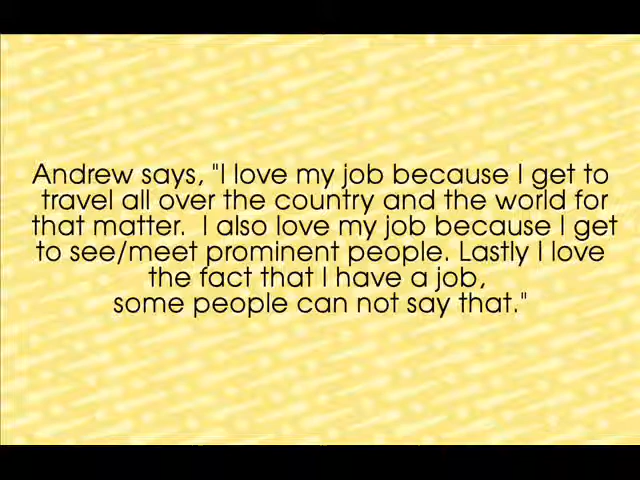 Andrew says, "I love my job because I get to
travel all over the country and the world for
that matter.  I also love my job because I get
to see/meet prominent people. Lastly I love
the fact that I have a job,
some people can not say that."